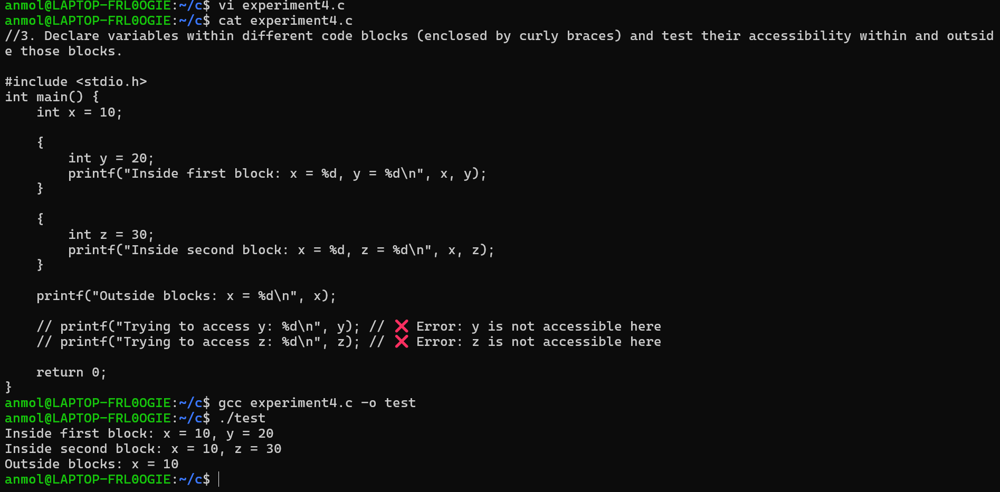 anmol@LAPTOP-FRL0OGIE:~/c$ vi experiment4.c
anmol@LAPTOP-FRL0OGIE:~/c$ cat experiment4.c
//3. Declare variables within different code blocks (enclosed by curly braces) and test their accessibility within and outsid
e those blocks.

#include <stdio.h>
int main() {
    int x = 10;

    {
        int y = 20;
        printf("Inside first block: x = %d, y = %d\n", x, y);
    }

    {
        int z = 30;
        printf("Inside second block: x = %d, z = %d\n", x, z);
    }

    printf("Outside blocks: x = %d\n", x);

    // printf("Trying to access y: %d\n", y); // ❌ Error: y is not accessible here
    // printf("Trying to access z: %d\n", z); // ❌ Error: z is not accessible here

    return 0;
}
anmol@LAPTOP-FRL0OGIE:~/c$ gcc experiment4.c -o test
anmol@LAPTOP-FRL0OGIE:~/c$ ./test
Inside first block: x = 10, y = 20
Inside second block: x = 10, z = 30
Outside blocks: x = 10
anmol@LAPTOP-FRL0OGIE:~/c$